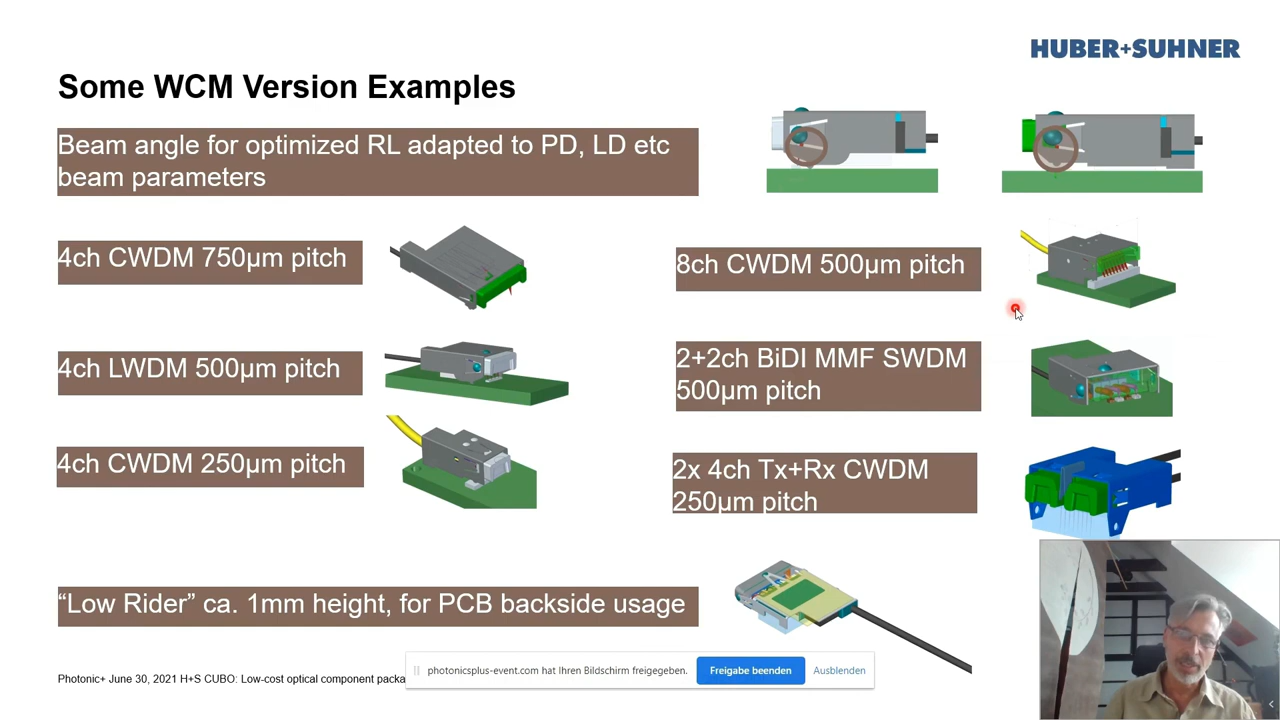 HUBER+SUHNER
Some WCM Version Examples
Beam angle for optimized RL adapted to PD, LD etc
beam parameters
4ch CWDM 750µm pitch
8ch CWDM 500µm pitch
4ch LWDM 500µm pitch
2+2ch BiDI MMF SWDM
500µm pitch
4ch CWDM 250µm pitch
2x 4ch Tx+Rx CWDM
250µm pitch
“Low Rider” ca. 1mm height, for PCB backside usage
photonicsplus-event.com hat Ihren Bildschirm freigegeben.
Freigabe beenden
Ausblenden
Photonic+ June 30, 2021 H+S CUBO: Low-cost optical component packa